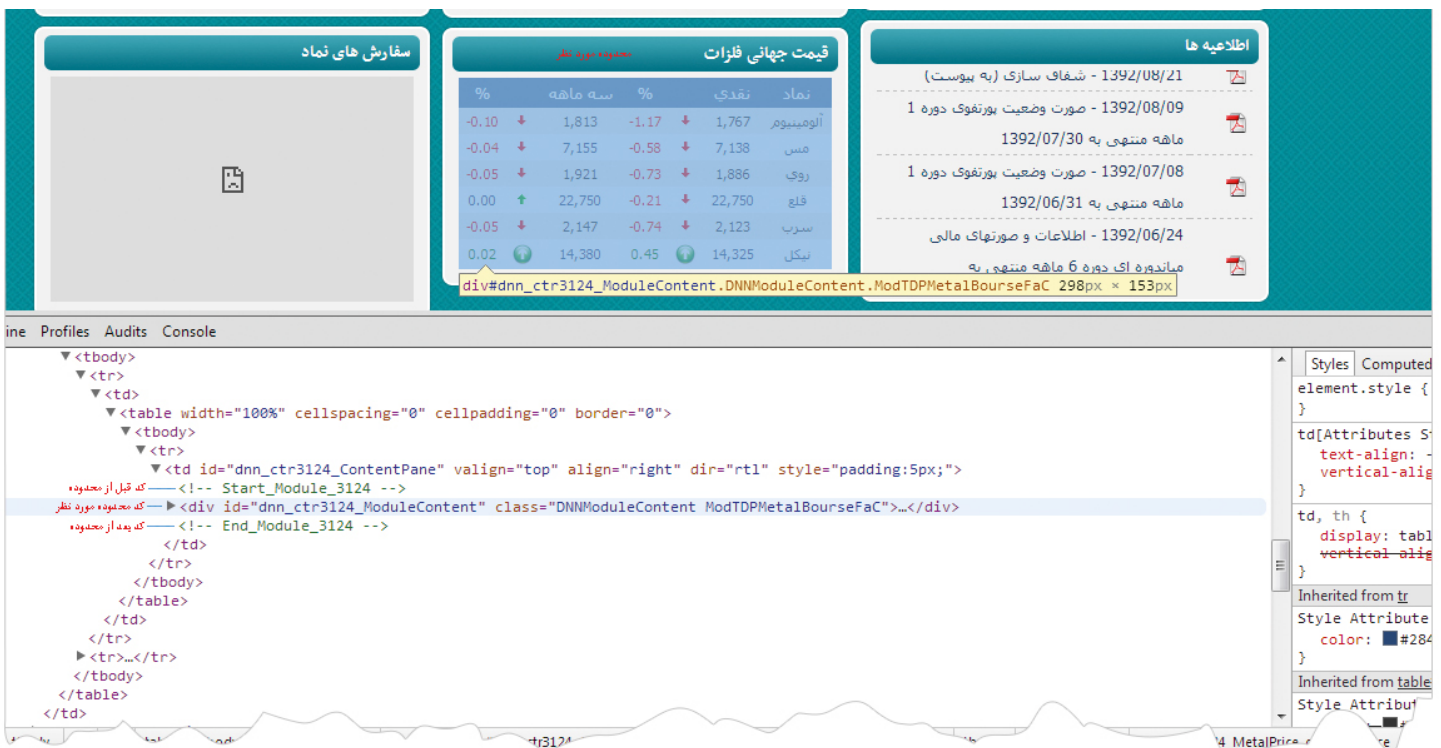 اطلاعیه ها
1392/08/21 - شفاف سازی (به پیوست)
1392/08/09 - صورت وضعیت پورتفوی دوره 1
ماهه منتهی به 1392/07/30
1392/07/08 - صورت وضعیت پورتفوی دوره 1
ماهه منتهی به 1392/06/31
1392/06/24 - اطلاعات و صورتهای مالی
میاندوره ای دوره 6 ماهه منتهی به
قیمت جهانی فلزات محدوده مورد نظر
نماد نقدي % سه ماهه %
آلومینیوم 1,767 -1.17 1,813 -0.10
مس 7,138 -0.58 7,155 -0.04
روي 1,886 -0.73 1,921 -0.05
قلع 22,750 -0.21 22,750 0.00
سرب 2,123 -0.74 2,147 -0.05
نیکل 14,325 0.45 14,380 0.02
سفارش های نماد
div#dnn_ctr3124_ModuleContent.DNNModuleContent.ModTDPMetalBourseFaC 298px × 153px
ine Profiles Audits Console
<tbody>
<tr>
<td>
<table width="100%" cellspacing="0" cellpadding="0" border="0">
<tbody>
<tr>
<td id="dnn_ctr3124_ContentPane" valign="top" align="right" dir="rtl" style="padding:5px;">
کد قبل از محدوده <!-- Start_Module_3124 -->
کد محدوده مورد نظر <div id="dnn_ctr3124_ModuleContent" class="DNNModuleContent ModTDPMetalBourseFaC">…</div>
کد بعد از محدوده <!-- End_Module_3124 -->
</td>
</tr>
</tbody>
</table>
</td>
</tr>
<tr>…</tr>
</tbody>
</table>
</td>
Styles Computed
element.style {
}
td[Attributes S
text-align: -
vertical-alig
}
td, th {
display: tabl
vertical-alig
}
Inherited from tr
Style Attribute
color: #284
}
Inherited from table
Style Attribut
ctr3124
4_MetalPrice